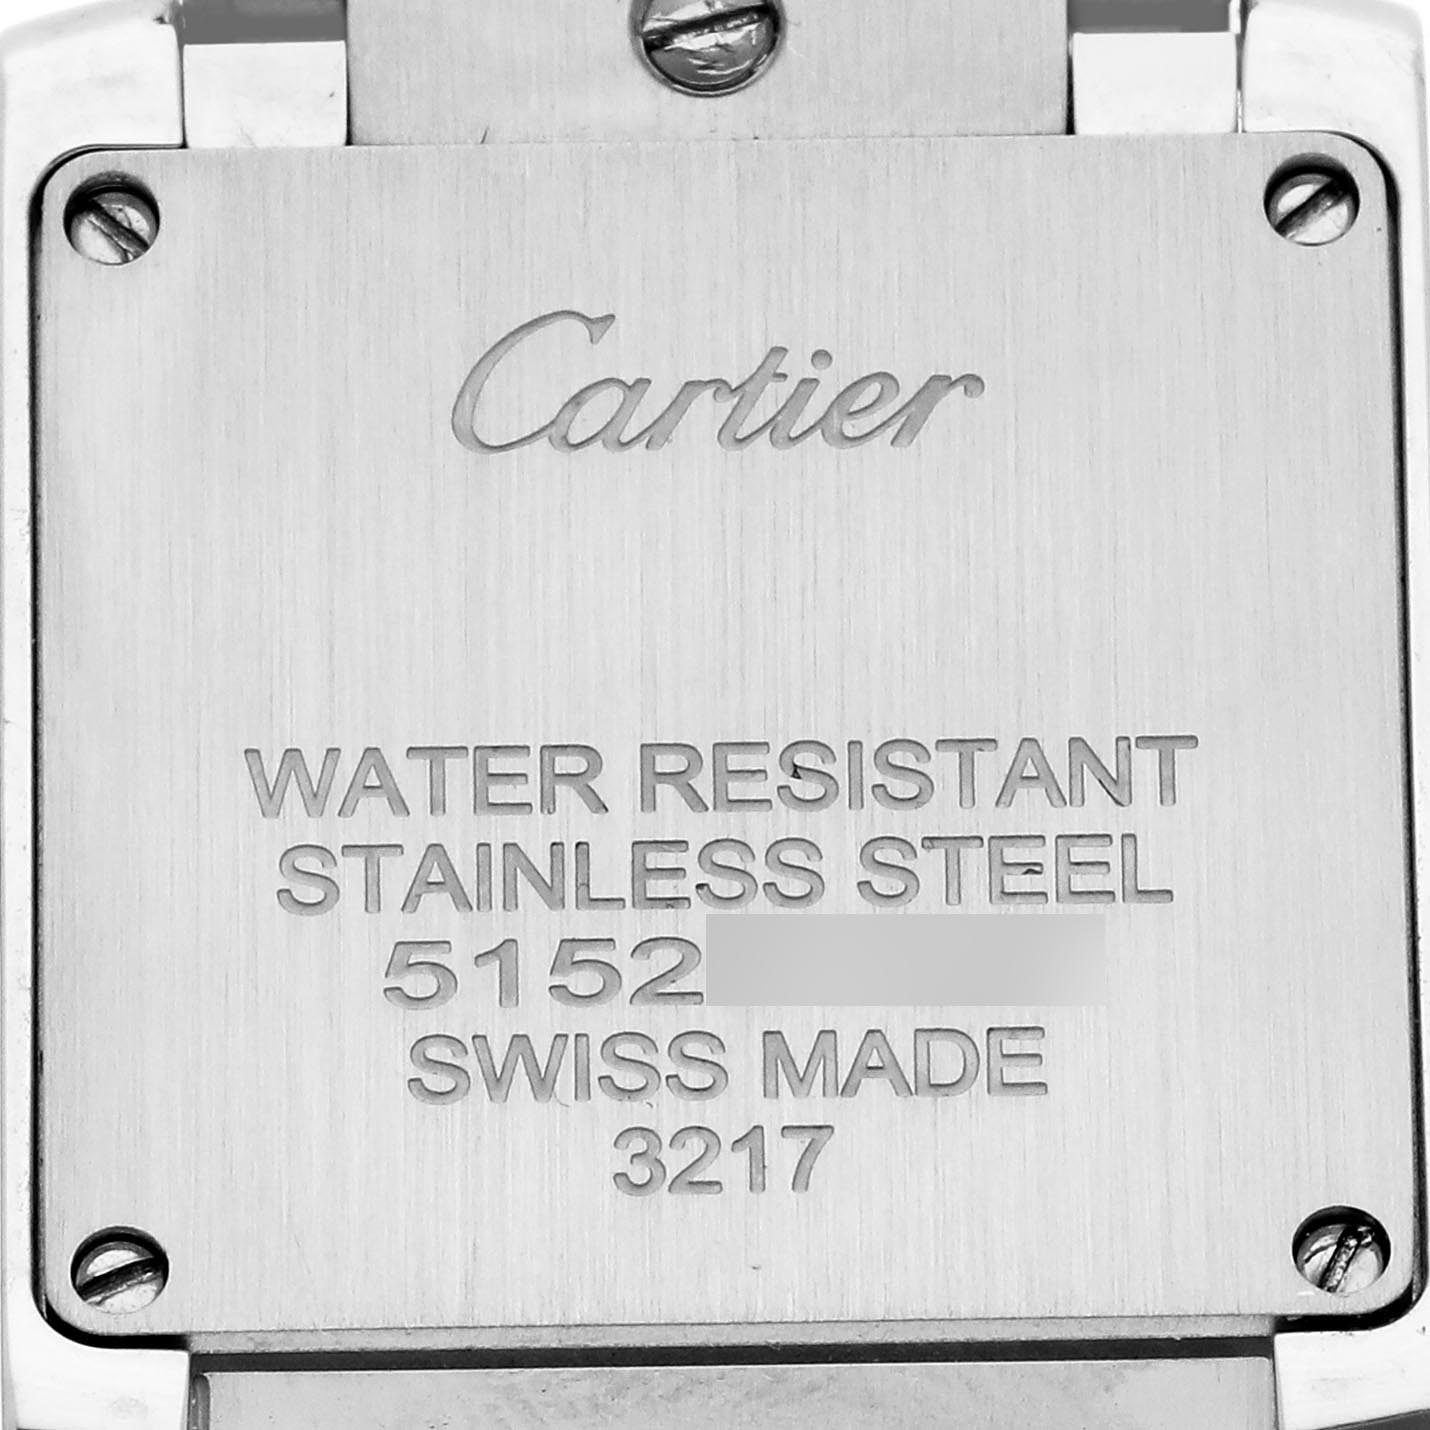 Cartier
WATER RESISTANT
STAINLESS STEEL
5152
SWISS MADE
3217